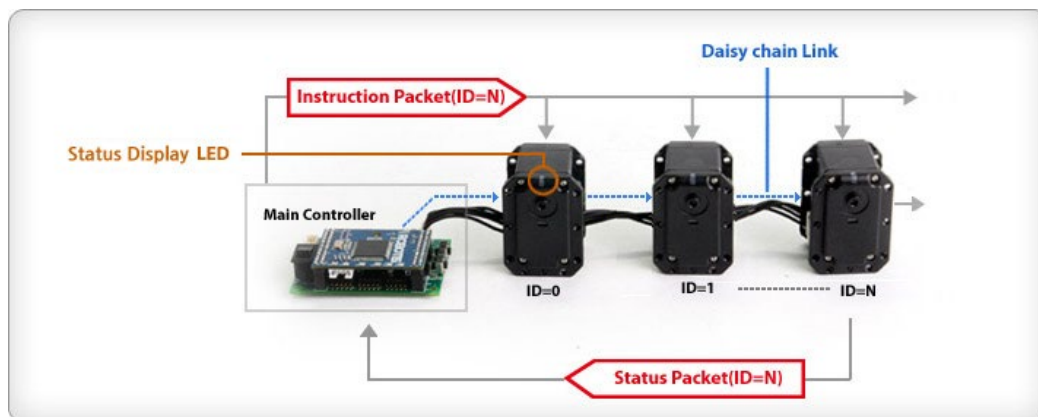 Daisy chain Link
Instruction Packet(ID=N)
Status Display LED
Main Controller
ID=0
ID=1
ID=N
Status Packet(ID=N)